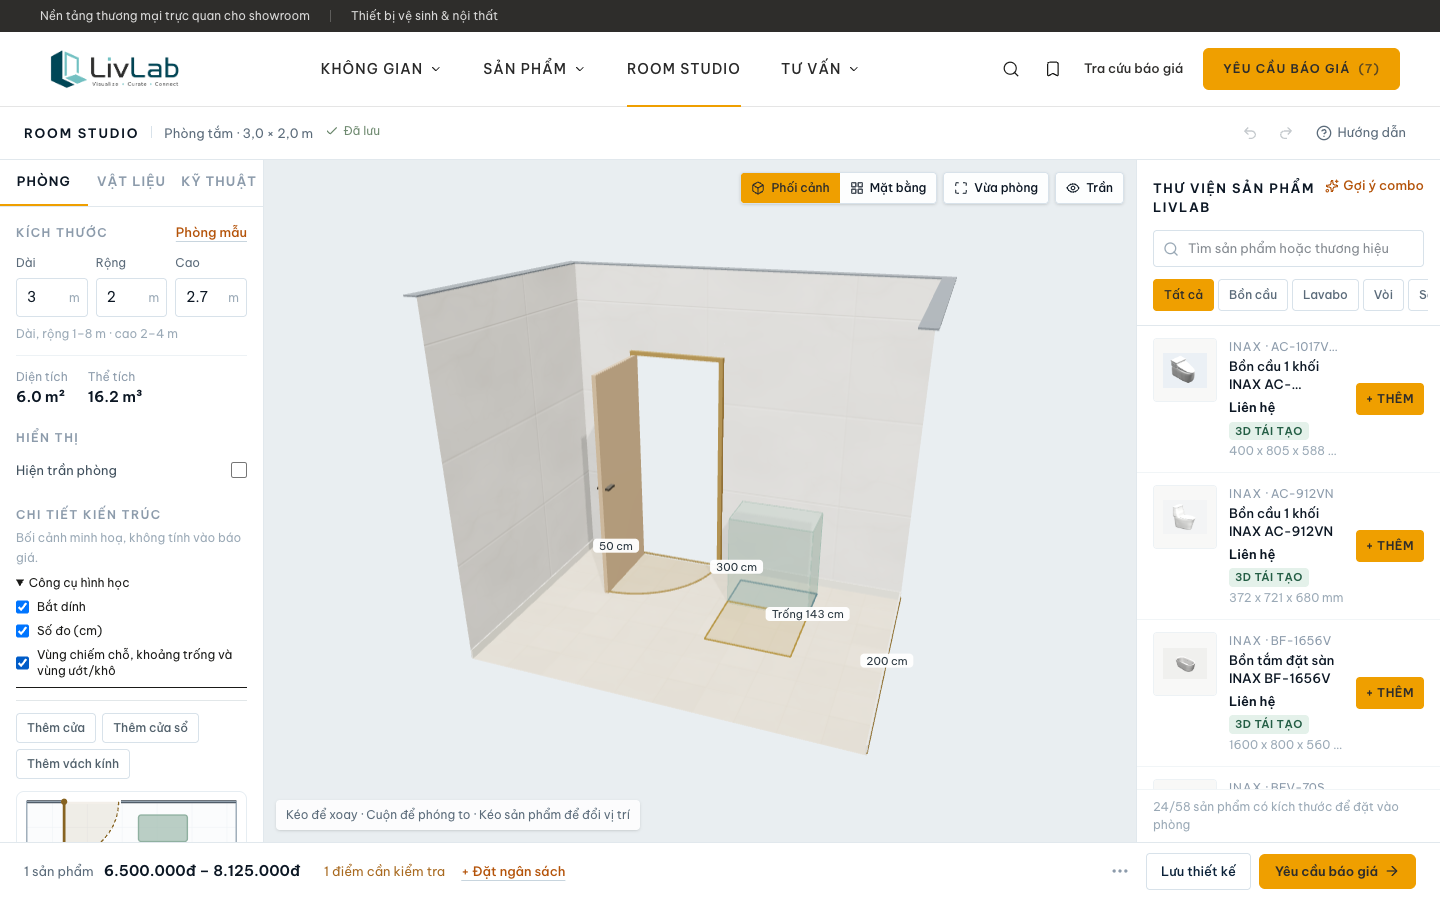 Nền tảng thương mại trực quan cho showroom
Thiết bị vệ sinh & nội thất
LivLab
Visualize • Curate • Connect
KHÔNG GIAN
SẢN PHẨM
ROOM STUDIO
TƯ VẤN
Tra cứu báo giá
YÊU CẦU BÁO GIÁ (7)
ROOM STUDIO
Phòng tắm · 3,0 × 2,0 m
Đã lưu
Hướng dẫn
PHÒNG
VẬT LIỆU
KỸ THUẬT
KÍCH THƯỚC
Phòng mẫu
Dài
Rộng
Cao
3 m
2 m
2.7 m
Dài, rộng 1–8 m · cao 2–4 m
Diện tích
Thể tích
6.0 m²
16.2 m³
HIỂN THỊ
Hiện trần phòng
CHI TIẾT KIẾN TRÚC
Bối cảnh minh hoạ, không tính vào báo
giá.
Công cụ hình học
Bắt dính
Số đo (cm)
Vùng chiếm chỗ, khoảng trống và
vùng ướt/khô
Thêm cửa
Thêm cửa sổ
Thêm vách kính
Phối cảnh
Mặt bằng
Vừa phòng
Trần
50 cm
300 cm
Trống 143 cm
200 cm
Kéo để xoay · Cuộn để phóng to · Kéo sản phẩm để đổi vị trí
THƯ VIỆN SẢN PHẨM
LIVLAB
Gợi ý combo
Tìm sản phẩm hoặc thương hiệu
Tất cả
Bồn cầu
Lavabo
Vòi
INAX · AC-1017V...
Bồn cầu 1 khối
INAX AC-...
Liên hệ
3D TÁI TẠO
400 x 805 x 588 ...
+ THÊM
INAX · AC-912VN
Bồn cầu 1 khối
INAX AC-912VN
Liên hệ
3D TÁI TẠO
372 x 721 x 680 mm
+ THÊM
INAX · BF-1656V
Bồn tắm đặt sàn
INAX BF-1656V
Liên hệ
3D TÁI TẠO
1600 x 800 x 560 ...
+ THÊM
INAX · BFV-70S
24/58 sản phẩm có kích thước để đặt vào
phòng
1 sản phẩm
6.500.000đ – 8.125.000đ
1 điểm cần kiểm tra
+ Đặt ngân sách
Lưu thiết kế
Yêu cầu báo giá